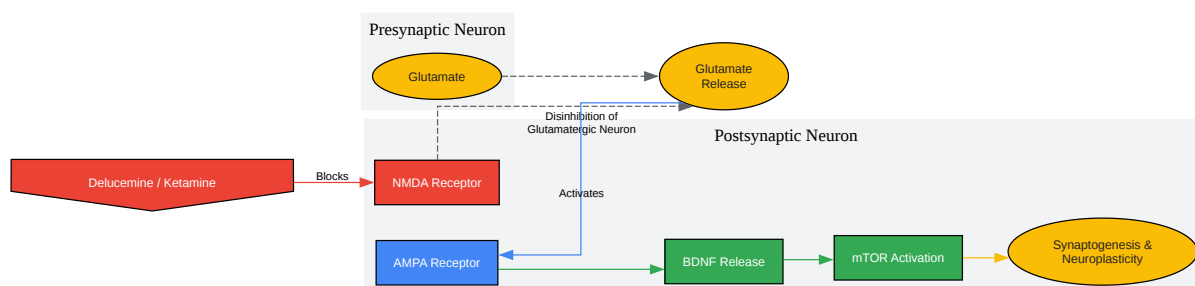 Presynaptic Neuron
Glutamate
Glutamate
Release
Disinhibition of
Glutamatergic Neuron
Postsynaptic Neuron
Delucemine / Ketamine
Blocks
NMDA Receptor
Activates
AMPA Receptor
BDNF Release
mTOR Activation
Synaptogenesis &
Neuroplasticity